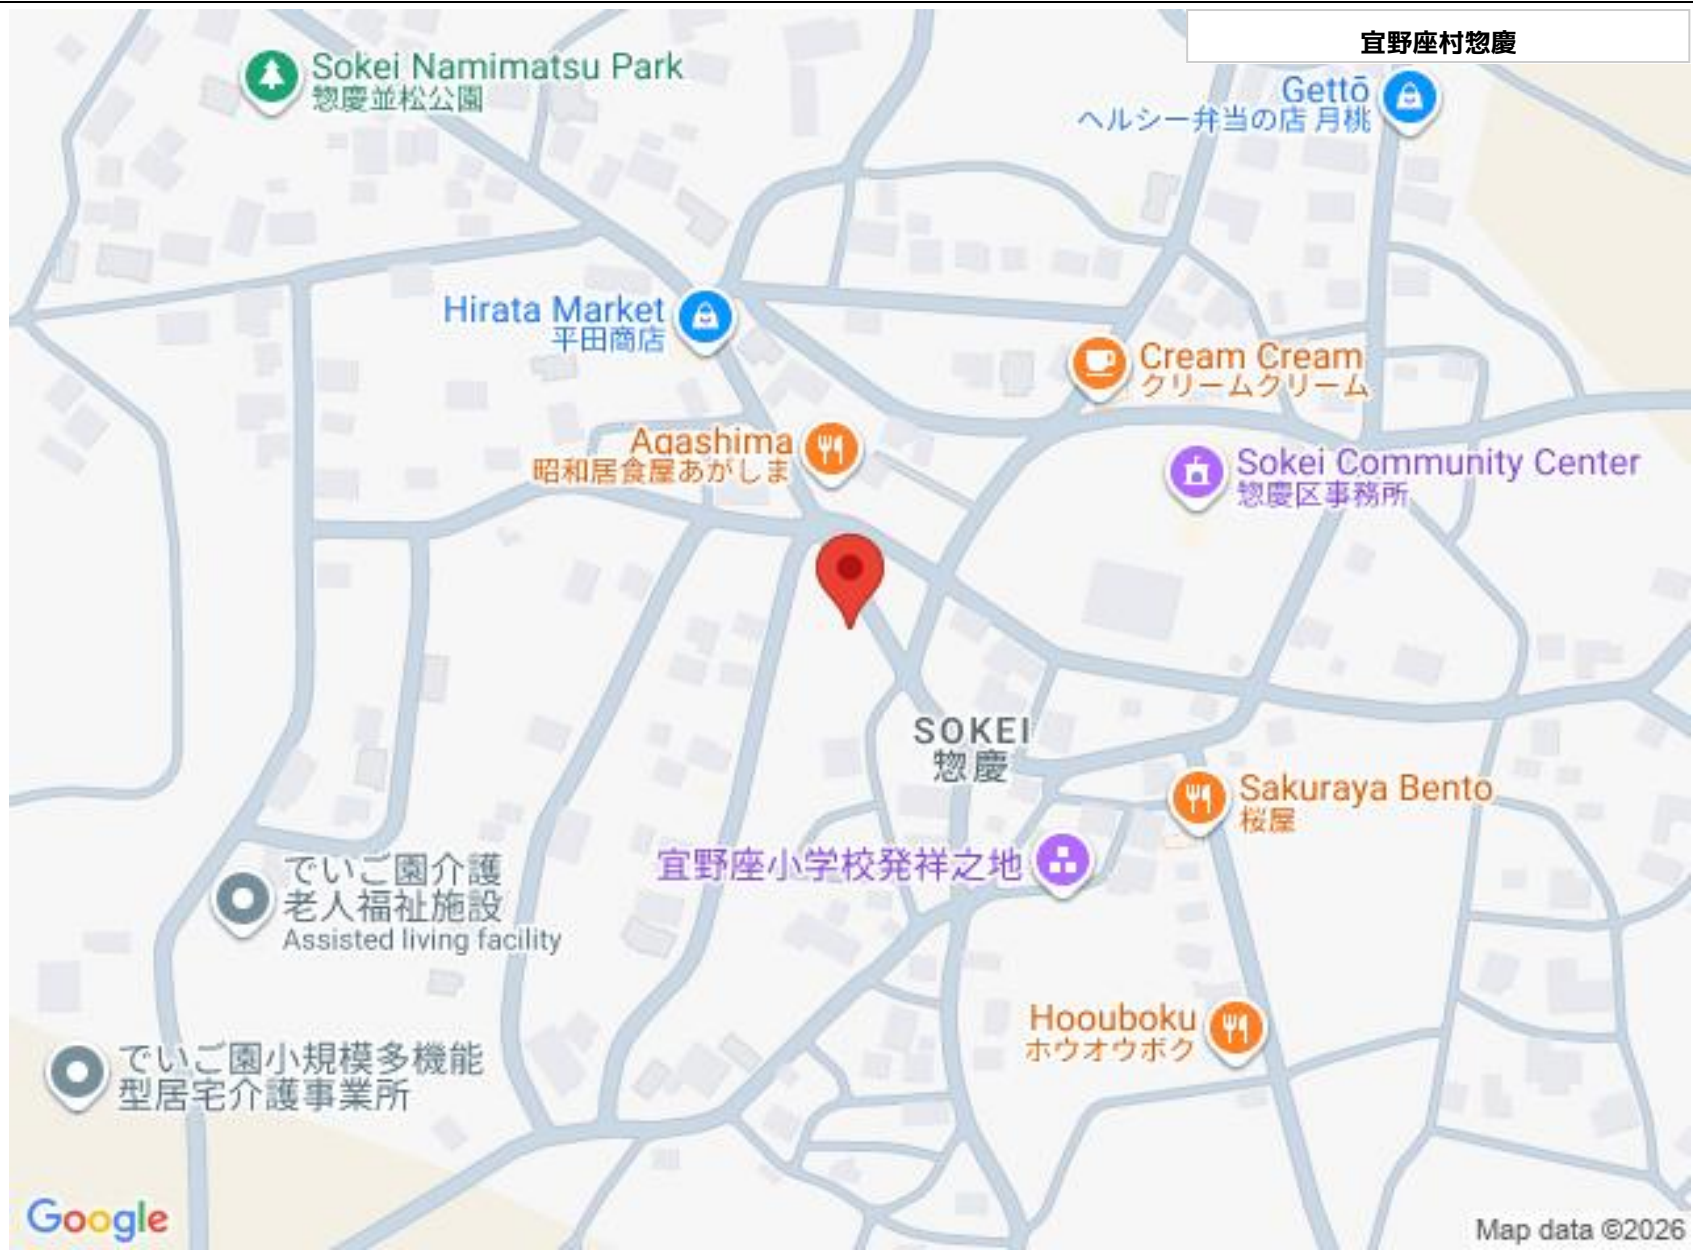 宜野座村惣慶
Sokei Namimatsu Park
惣慶並松公園
Gettō
ヘルシー弁当の店 月桃
Hirata Market
平田商店
Cream Cream
クリームクリーム
Agashima
昭和居食屋あがしま
Sokei Community Center
惣慶区事務所
SOKEI
惣慶
Sakuraya Bento
桜屋
宜野座小学校発祥之地
でいご園介護
老人福祉施設
Assisted living facility
Hoouboku
ホウオウボク
でいご園小規模多機能
型居宅介護事業所
Google
Map data ©2026